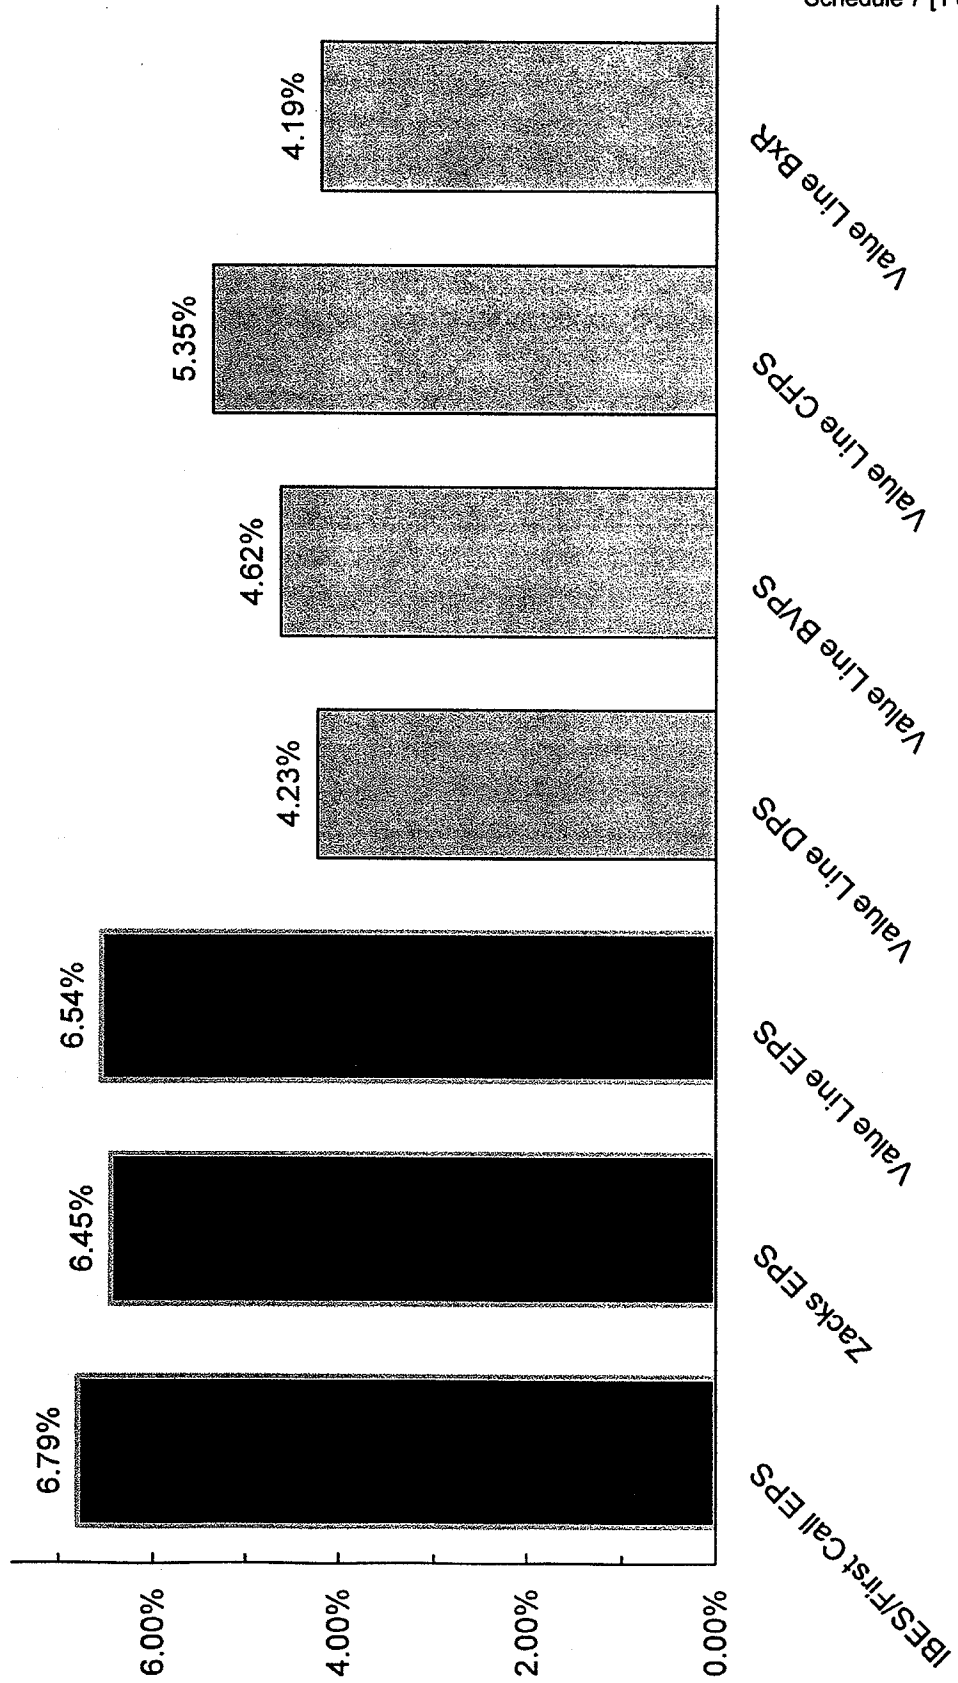 6.00%
4.00%
2.00%
0.00%
6.79%
6.45%
6.54%
4.23%
4.62%
5.35%
4.19%
IBES/First Call EPS
Zacks EPS
Value Line EPS
Value Line DPS
Value Line BVPS
Value Line CFPS
Value Line BxR
Schedule 7